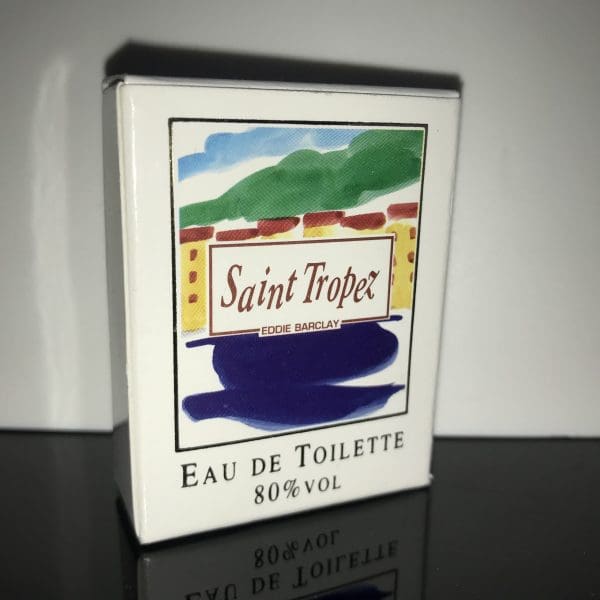 Saint Tropez
EDDIE BARCLAY
EAU DE TOILETTE
80% VOL